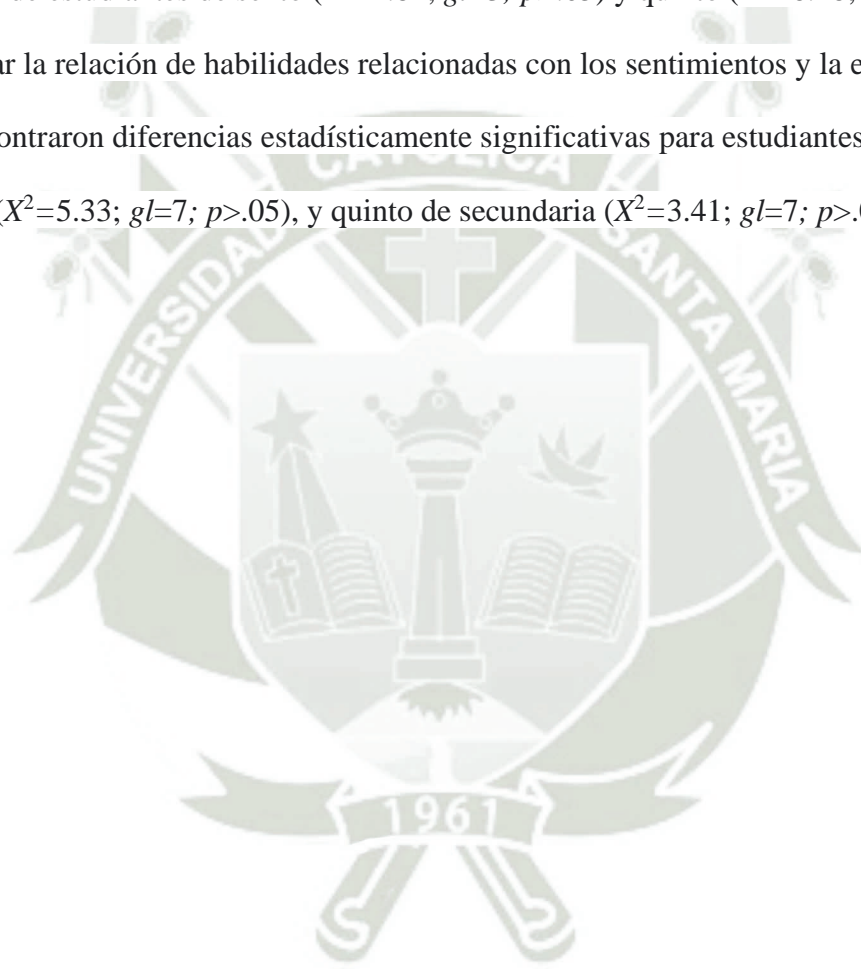 ar la relación de habilidades relacionadas con los sentimientos y la e
ontraron diferencias estadísticamente significativas para estudiantes
(X²=5.33; gl=7; p>.05), y quinto de secundaria (X²=3.41; gl=7; p>.
UNIVERSIDAD CATOLICA SANTA MARIA
1961